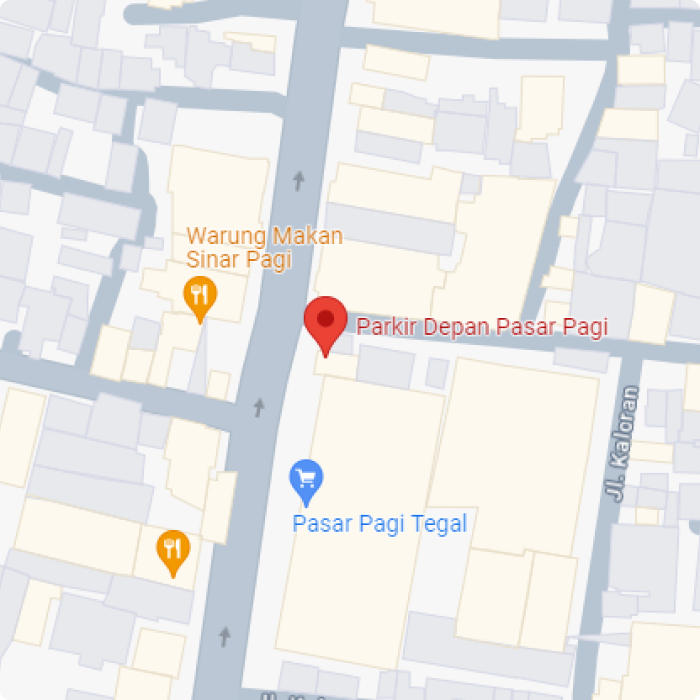 Warung Makan
Sinar Pagi
Parkir Depan Pasar Pagi
Jl. Kaloran
Pasar Pagi Tegal